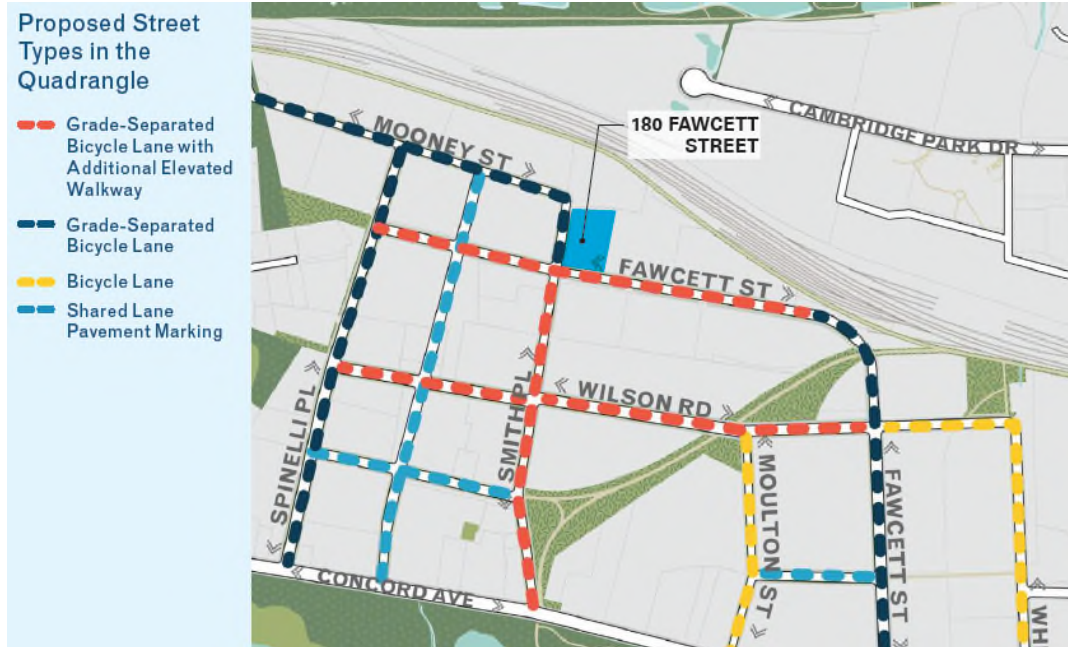 Proposed Street
Types in the
Quadrangle
Grade-Separated
Bicycle Lane with
Additional Elevated
Walkway
Grade-Separated
Bicycle Lane
Bicycle Lane
Shared Lane
Pavement Marking
180 FAWCETT
STREET
CAMBRIDGE PARK DR
MOONEY ST
FAWCETT ST
WILSON RD
SPINELLI PL
SMITH PL
MOULTON ST
FAWCETT ST
CONCORD AVE
WH